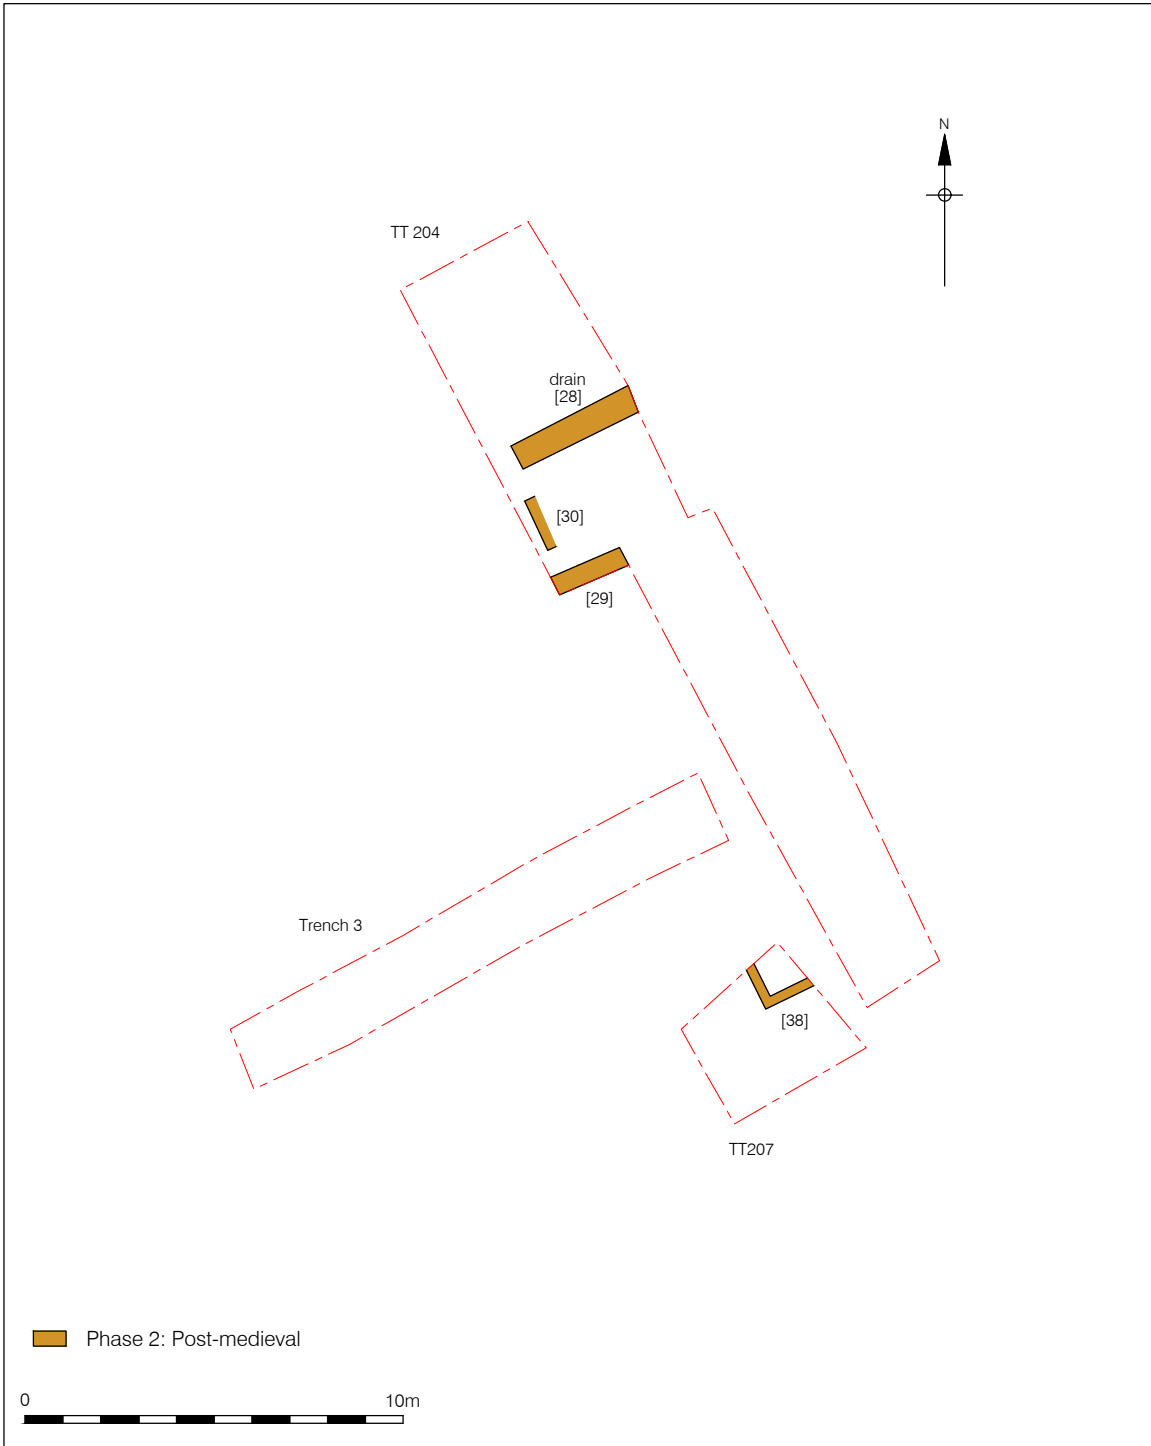 N
TT 204
drain
[28]
[30]
[29]
Trench 3
[38]
TT207
Phase 2: Post-medieval
0 10m